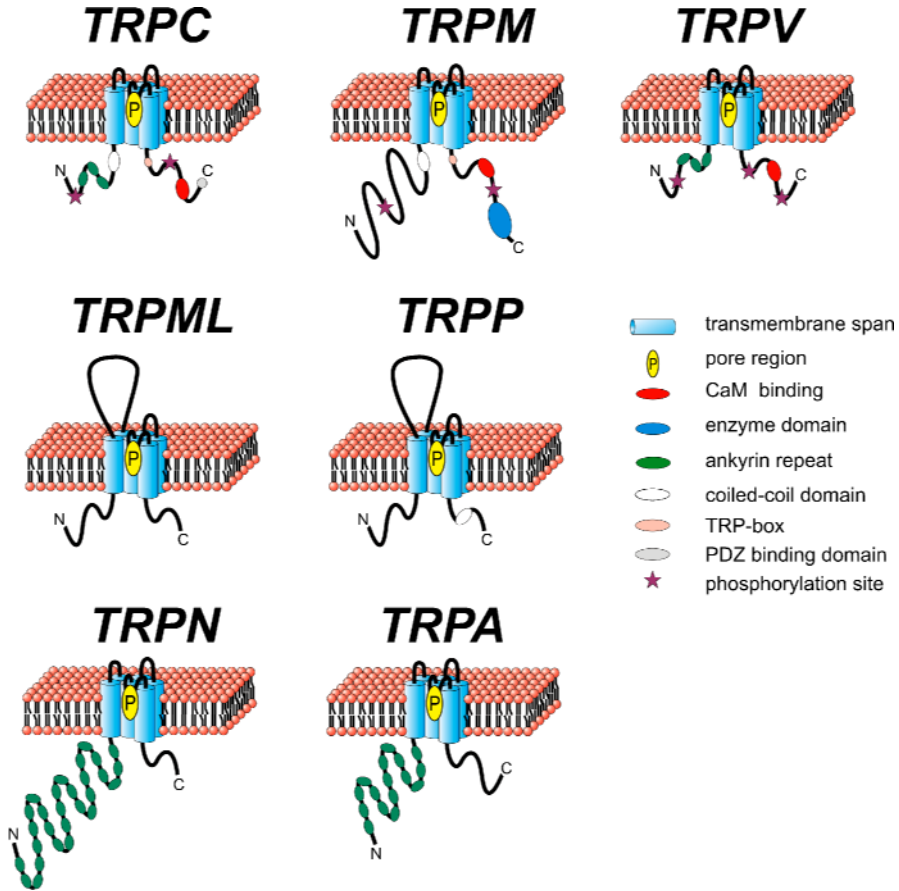 TRPC
TRPM
TRPV
P
N
C
P
N
C
P
N
C
TRPML
TRPP
P
N
C
P
N
C
transmembrane span
P pore region
CaM binding
enzyme domain
ankyrin repeat
coiled-coil domain
TRP-box
PDZ binding domain
phosphorylation site
TRPN
TRPA
P
N
C
P
N
C